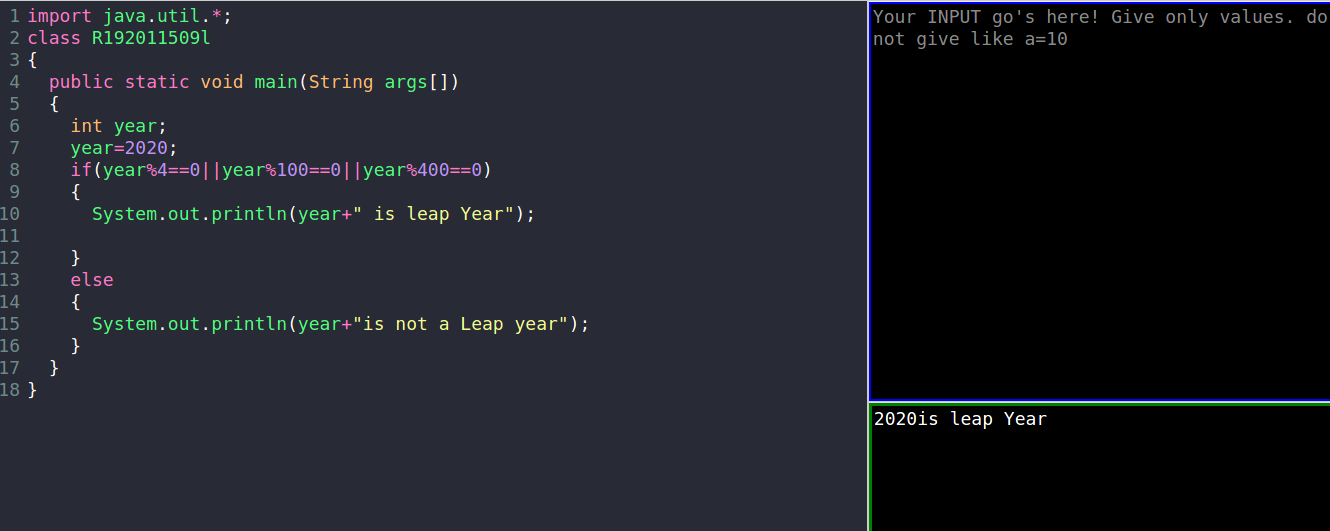 1 import java.util.*;
2 class R192011509l
3 {
4   public static void main(String args[])
5   {
6     int year;
7     year=2020;
8     if(year%4==0||year%100==0||year%400==0)
9     {
10       System.out.println(year+" is leap Year");
11
12     }
13     else
14     {
15       System.out.println(year+"is not a Leap year");
16     }
17   }
18 }
Your INPUT go's here! Give only values. do
not give like a=10
2020is leap Year